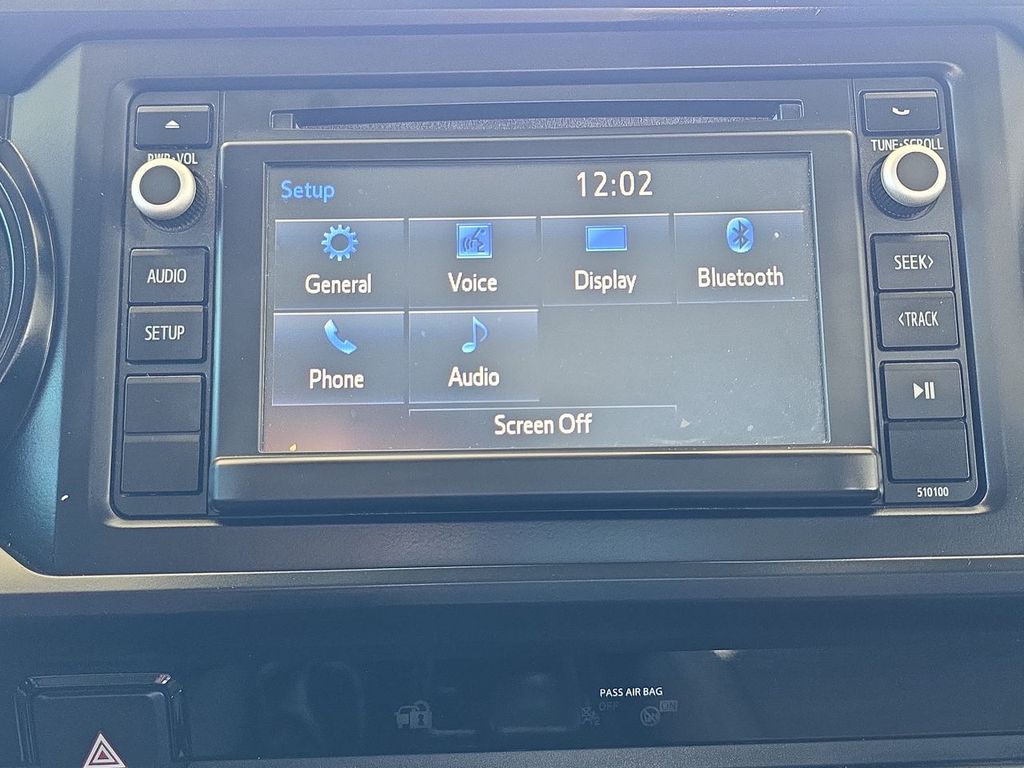 PWR•VOL
TUNE•SCROLL
Setup
12:02
General
Voice
Display
Bluetooth
Phone
Audio
Screen Off
AUDIO
SETUP
SEEK>
<TRACK
510100
PASS AIR BAG
OFF
ON